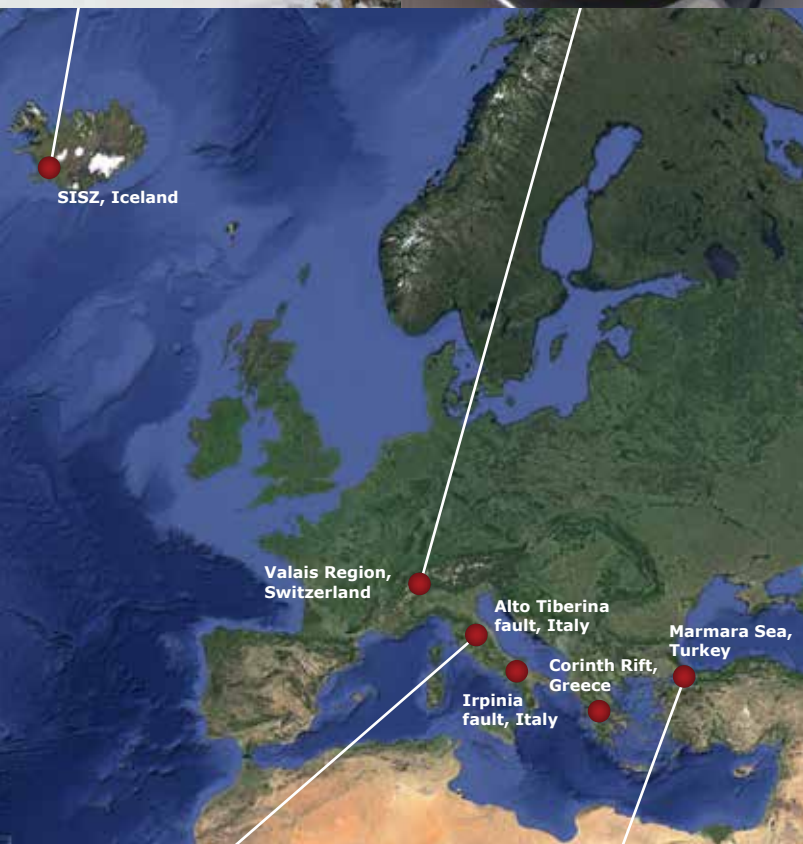 SISZ, Iceland
Valais Region,
Switzerland
Alto Tiberina
fault, Italy
Marmara Sea,
Turkey
Corinth Rift,
Greece
Irpinia
fault, Italy